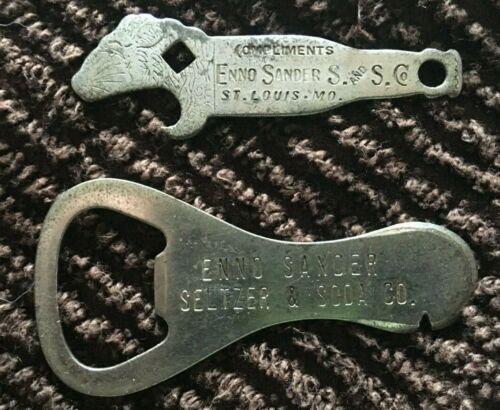 COMPLIMENTS
ENNO SANDER S. AND S. Co
ST. LOUIS. MO.
ENNO SANDER
SELTZER & SODA CO.